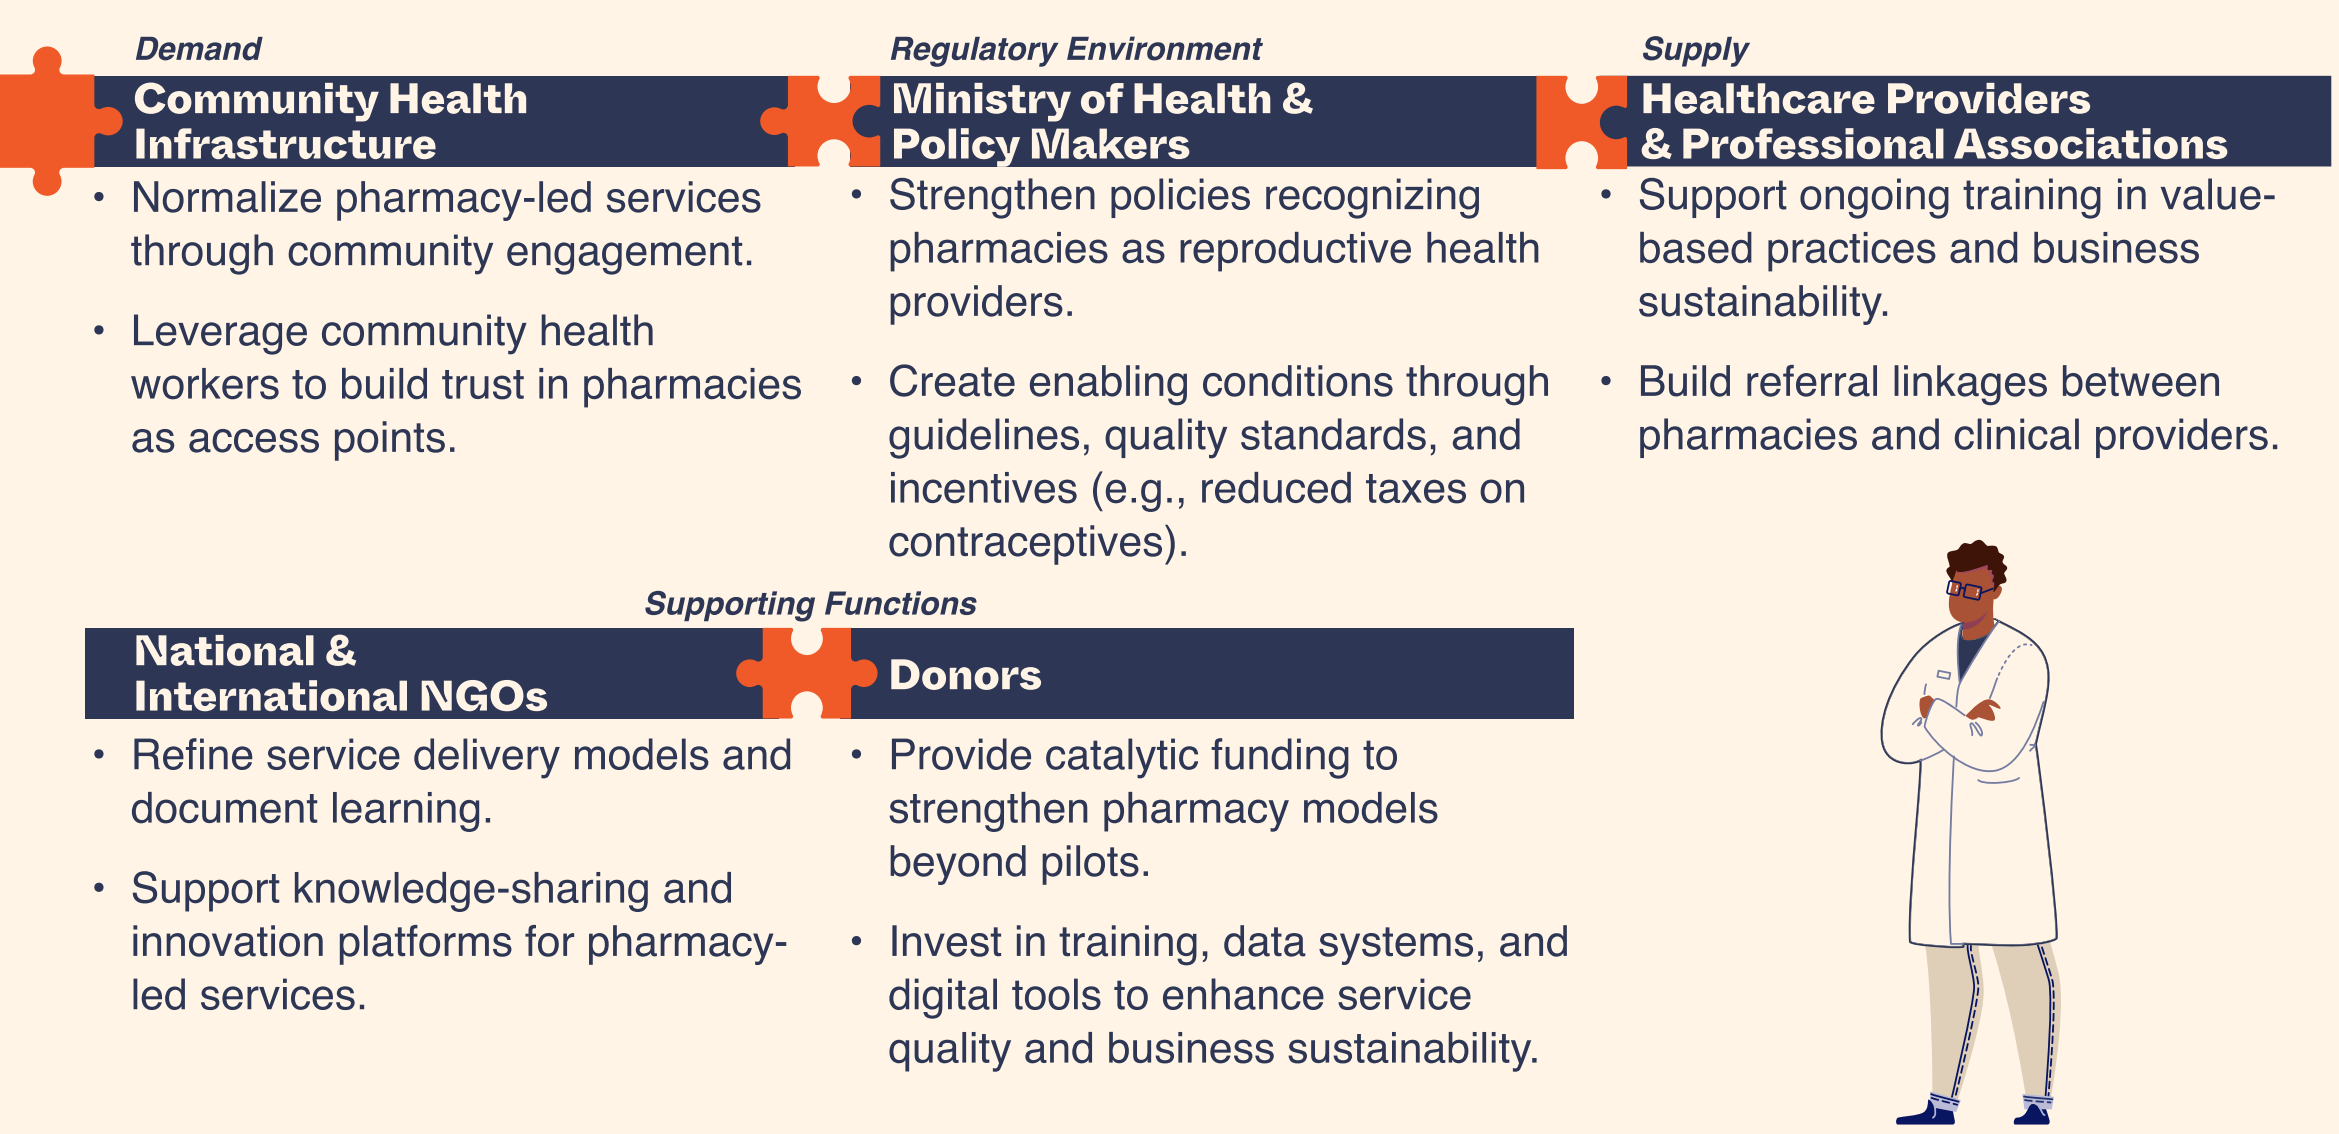 Demand
Community Health
Infrastructure
• Normalize pharmacy-led services
through community engagement.
• Leverage community health
workers to build trust in pharmacies
as access points.
Regulatory Environment
Ministry of Health &
Policy Makers
• Strengthen policies recognizing
pharmacies as reproductive health
providers.
• Create enabling conditions through
guidelines, quality standards, and
incentives (e.g., reduced taxes on
contraceptives).
Supply
Healthcare Providers
& Professional Associations
• Support ongoing training in value-
based practices and business
sustainability.
• Build referral linkages between
pharmacies and clinical providers.
Supporting Functions
National &
International NGOs
• Refine service delivery models and
document learning.
• Support knowledge-sharing and
innovation platforms for pharmacy-
led services.
Donors
• Provide catalytic funding to
strengthen pharmacy models
beyond pilots.
• Invest in training, data systems, and
digital tools to enhance service
quality and business sustainability.